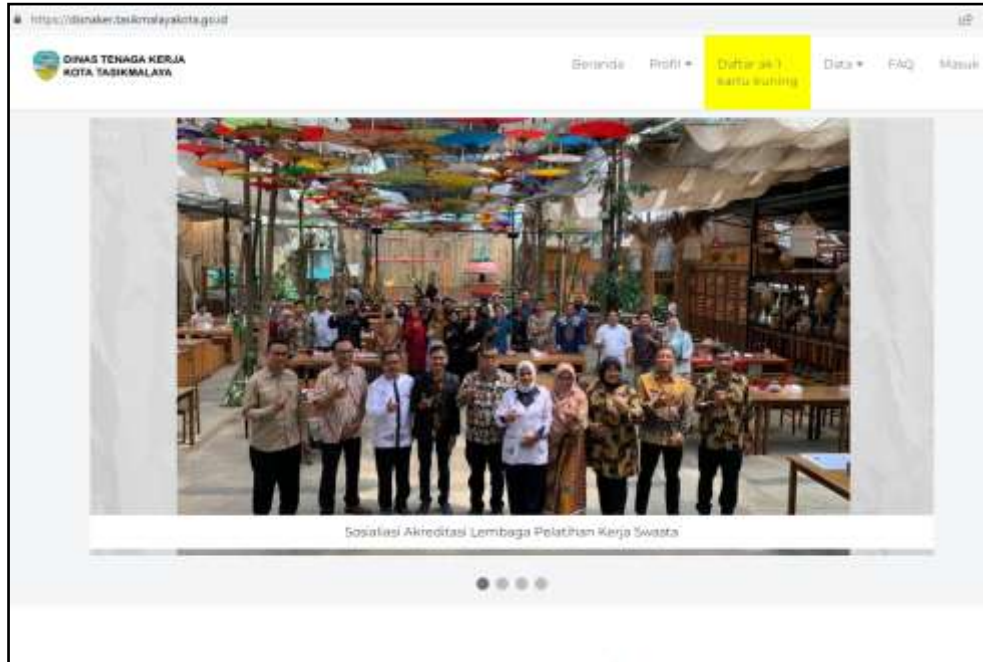 https://disnaker.tasikmalayakota.go.id
DINAS TENAGA KERJA
KOTA TASIKMALAYA
Beranda Profil Daftar ak 1 Data FAQ Masuk
kartu kuning
Sosialiasi Akreditasi Lembaga Pelatihan Kerja Swasta